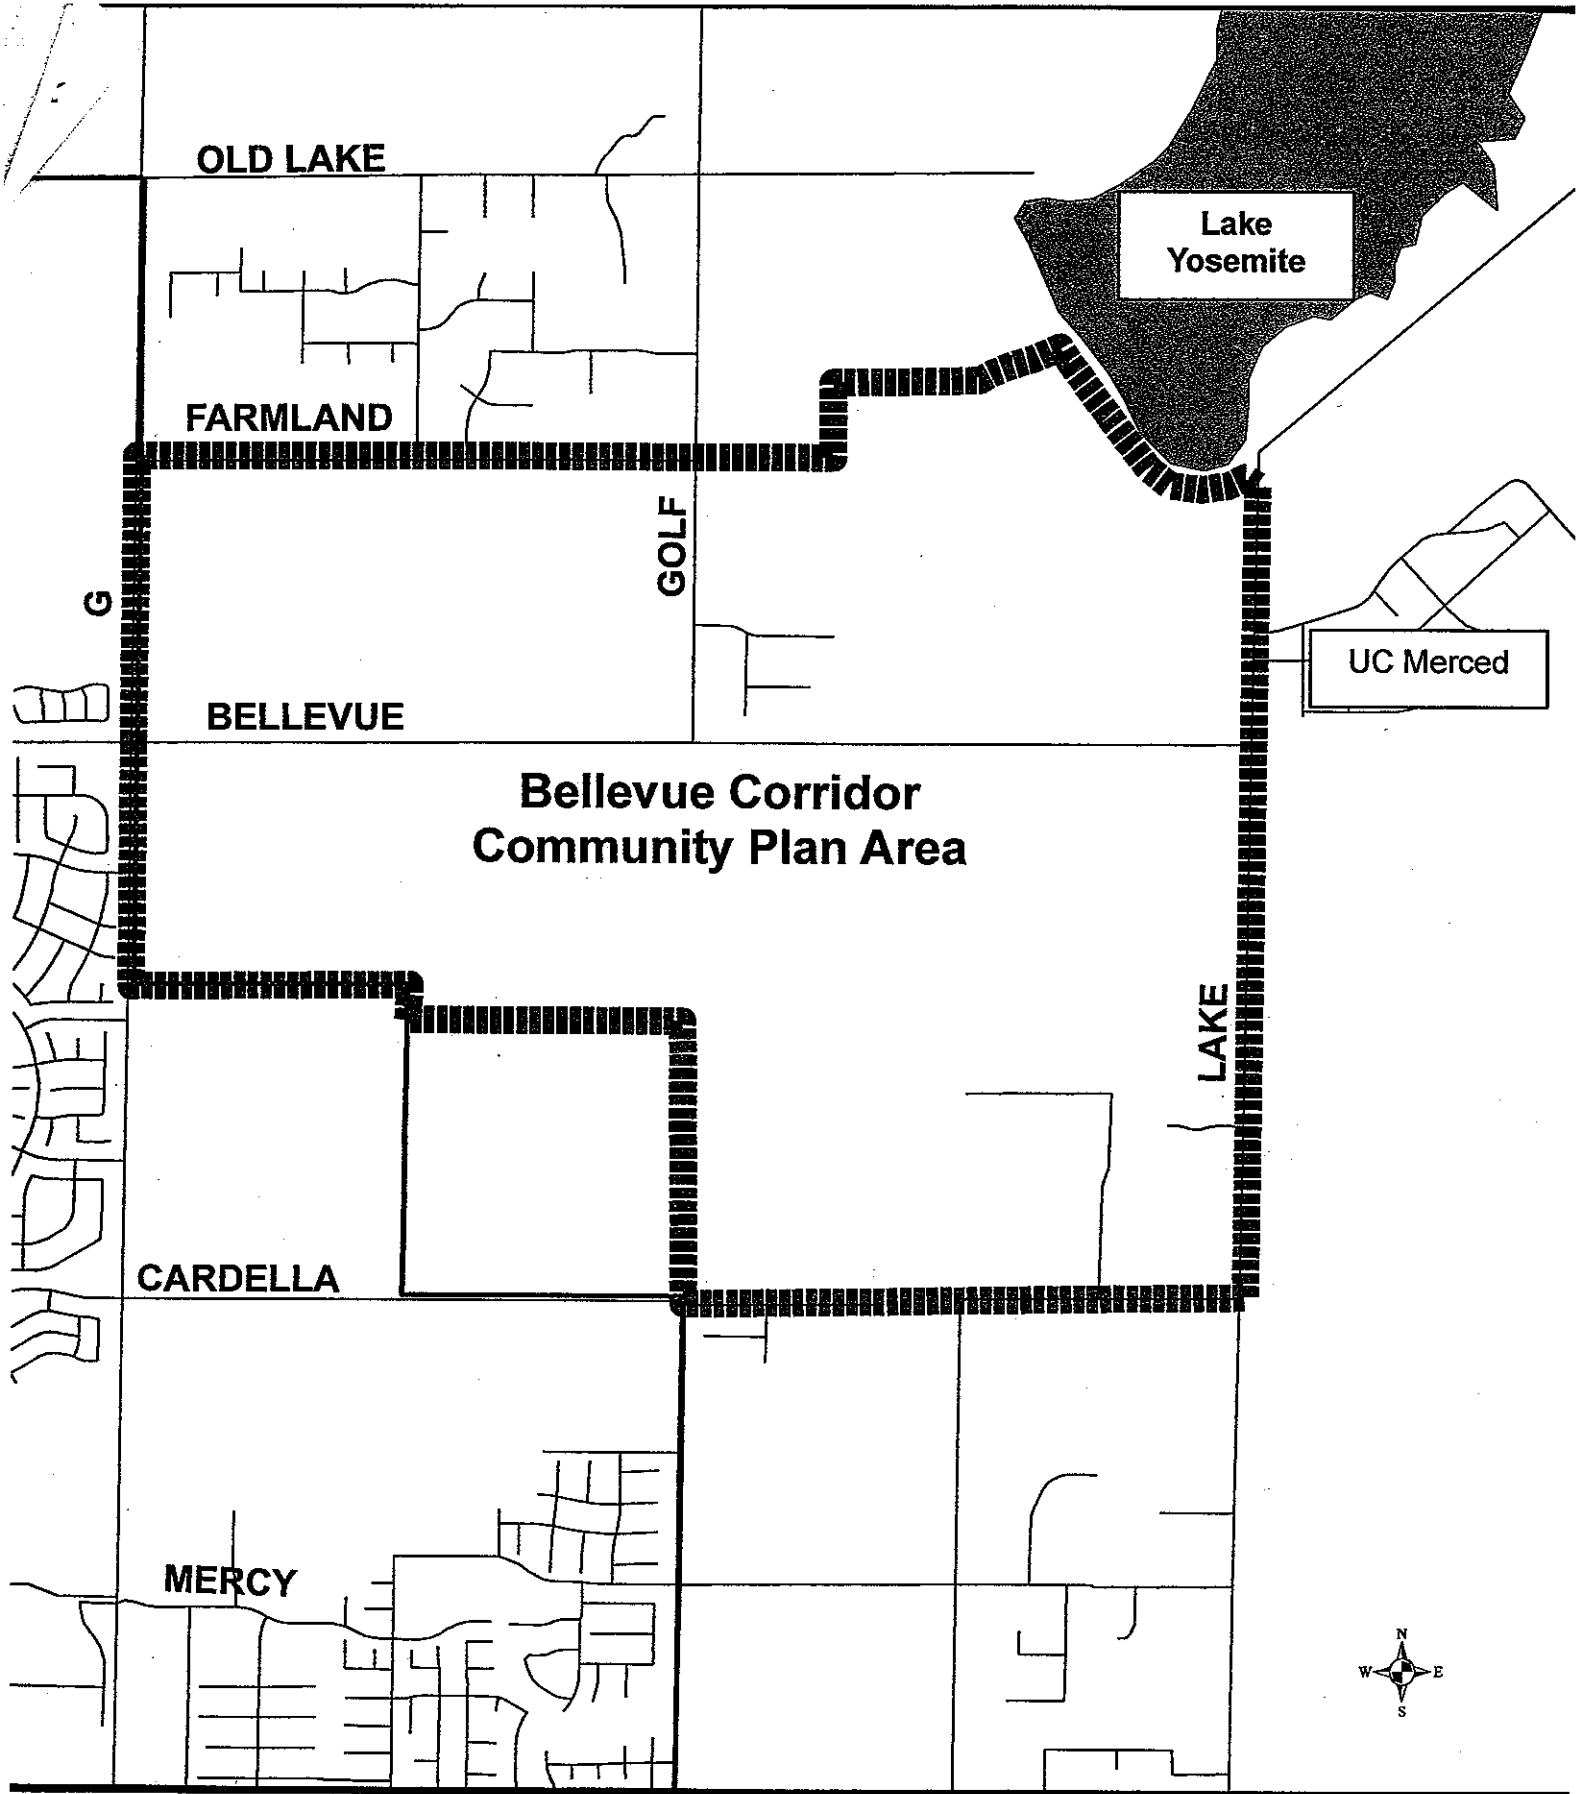 OLD LAKE
Lake
Yosemite
FARMLAND
GOLF
G
UC Merced
BELLEVUE
Bellevue Corridor
Community Plan Area
LAKE
CARDELLA
MERCY
N
W E
S